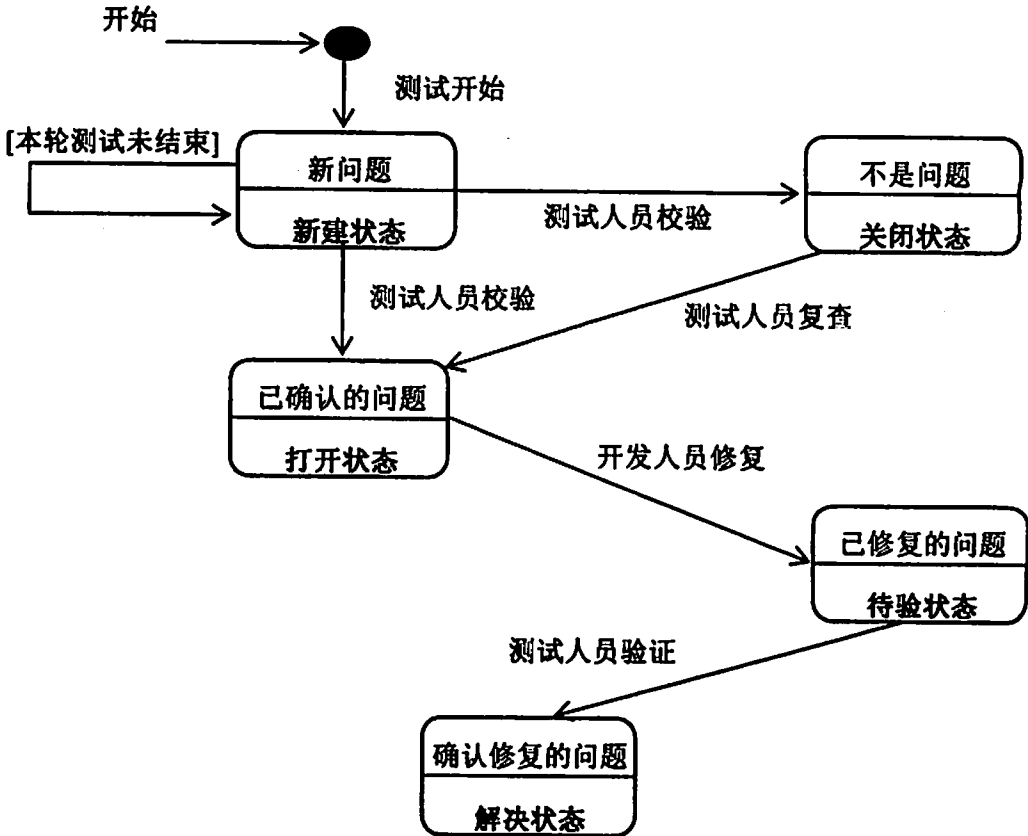 开始
测试开始
[本轮测试未结束]
新问题
新建状态
测试人员校验
不是问题
关闭状态
测试人员校验
测试人员复查
已确认的问题
打开状态
开发人员修复
已修复的问题
待验状态
测试人员验证
确认修复的问题
解决状态